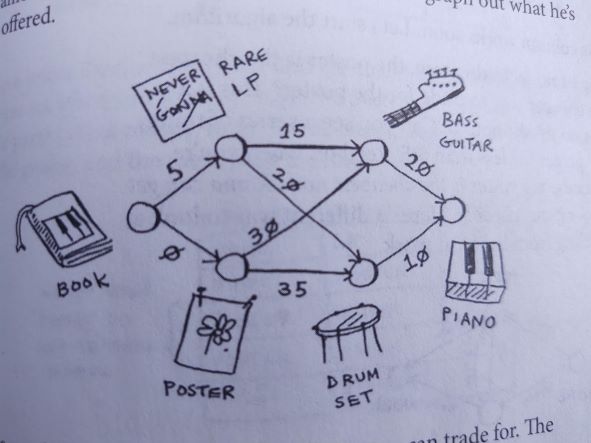 graph out what he's
offered.
RARE
LP
NEVER
GONNA
BASS
GUITAR
15
5
20
20
30
0
35
10
BOOK
PIANO
POSTER
DRUM
SET
can trade for. The